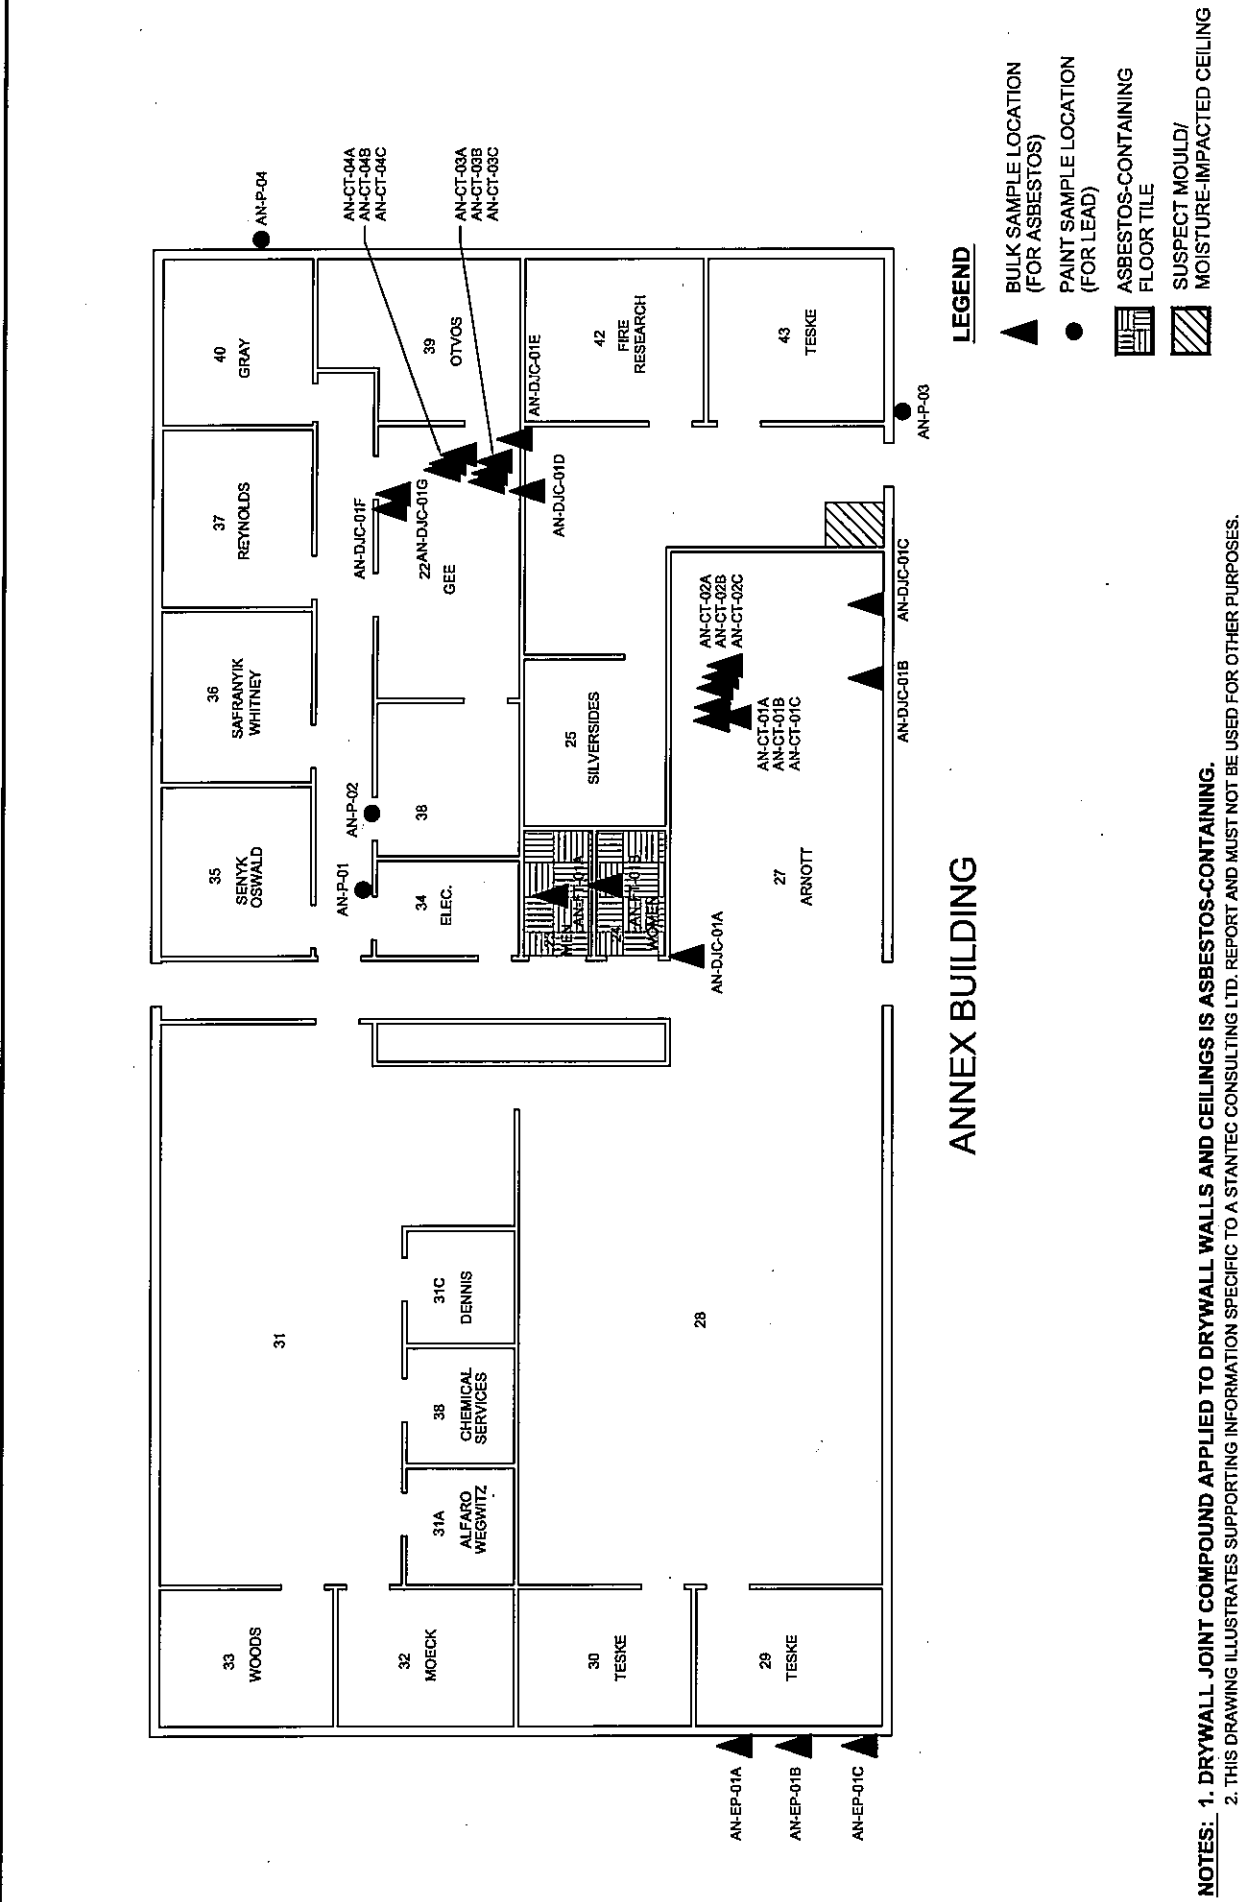 AN-P-04
AN-CT-04A
AN-CT-04B
AN-CT-04C
AN-CT-03A
AN-CT-03B
AN-CT-03C
40
GRAY
39
OTVOS
42
FIRE
RESEARCH
43
TESKE
AN-P-03
37
REYNOLDS
AN-DJC-01F
22AN-DJC-01G
GEE
AN-DJC-01E
AN-DJC-01D
36
SAFRANYIK
WHITNEY
25
SILVERSIDES
AN-CT-02A
AN-CT-02B
AN-CT-02C
AN-CT-01A
AN-CT-01B
AN-CT-01C
AN-DJC-01C
AN-DJC-01B
35
SENYK
OSWALD
AN-P-02
AN-P-01
38
34
ELEC.
23
MEN
AN-FT-01A
24
AN-FT-01B
WOMEN
27
ARNOTT
AN-DJC-01A
31
31C
DENNIS
38
CHEMICAL
SERVICES
31A
ALFARO
WEGWITZ
28
33
WOODS
32
MOECK
30
TESKE
29
TESKE
AN-EP-01A
AN-EP-01B
AN-EP-01C
ANNEX BUILDING
LEGEND
BULK SAMPLE LOCATION
(FOR ASBESTOS)
PAINT SAMPLE LOCATION
(FOR LEAD)
ASBESTOS-CONTAINING
FLOOR TILE
SUSPECT MOULD/
MOISTURE-IMPACTED CEILING
NOTES: 1. DRYWALL JOINT COMPOUND APPLIED TO DRYWALL WALLS AND CEILINGS IS ASBESTOS-CONTAINING.
2. THIS DRAWING ILLUSTRATES SUPPORTING INFORMATION SPECIFIC TO A STANTEC CONSULTING LTD. REPORT AND MUST NOT BE USED FOR OTHER PURPOSES.